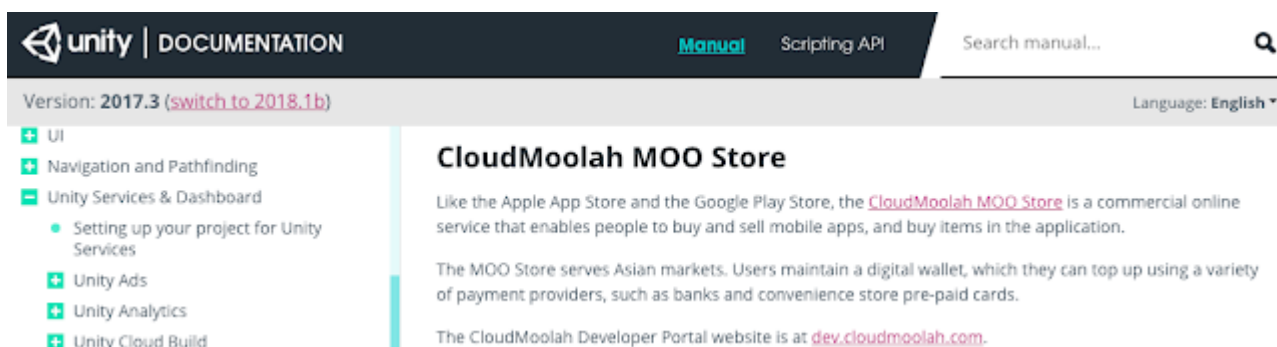 unity | DOCUMENTATION
Manual
Scripting API
Search manual...
Version: 2017.3 (switch to 2018.1b)
Language: English
UI
Navigation and Pathfinding
Unity Services & Dashboard
Setting up your project for Unity
Services
Unity Ads
Unity Analytics
Unity Cloud Build
CloudMoolah MOO Store
Like the Apple App Store and the Google Play Store, the CloudMoolah MOO Store is a commercial online
service that enables people to buy and sell mobile apps, and buy items in the application.
The MOO Store serves Asian markets. Users maintain a digital wallet, which they can top up using a variety
of payment providers, such as banks and convenience store pre-paid cards.
The CloudMoolah Developer Portal website is at dev.cloudmoolah.com.